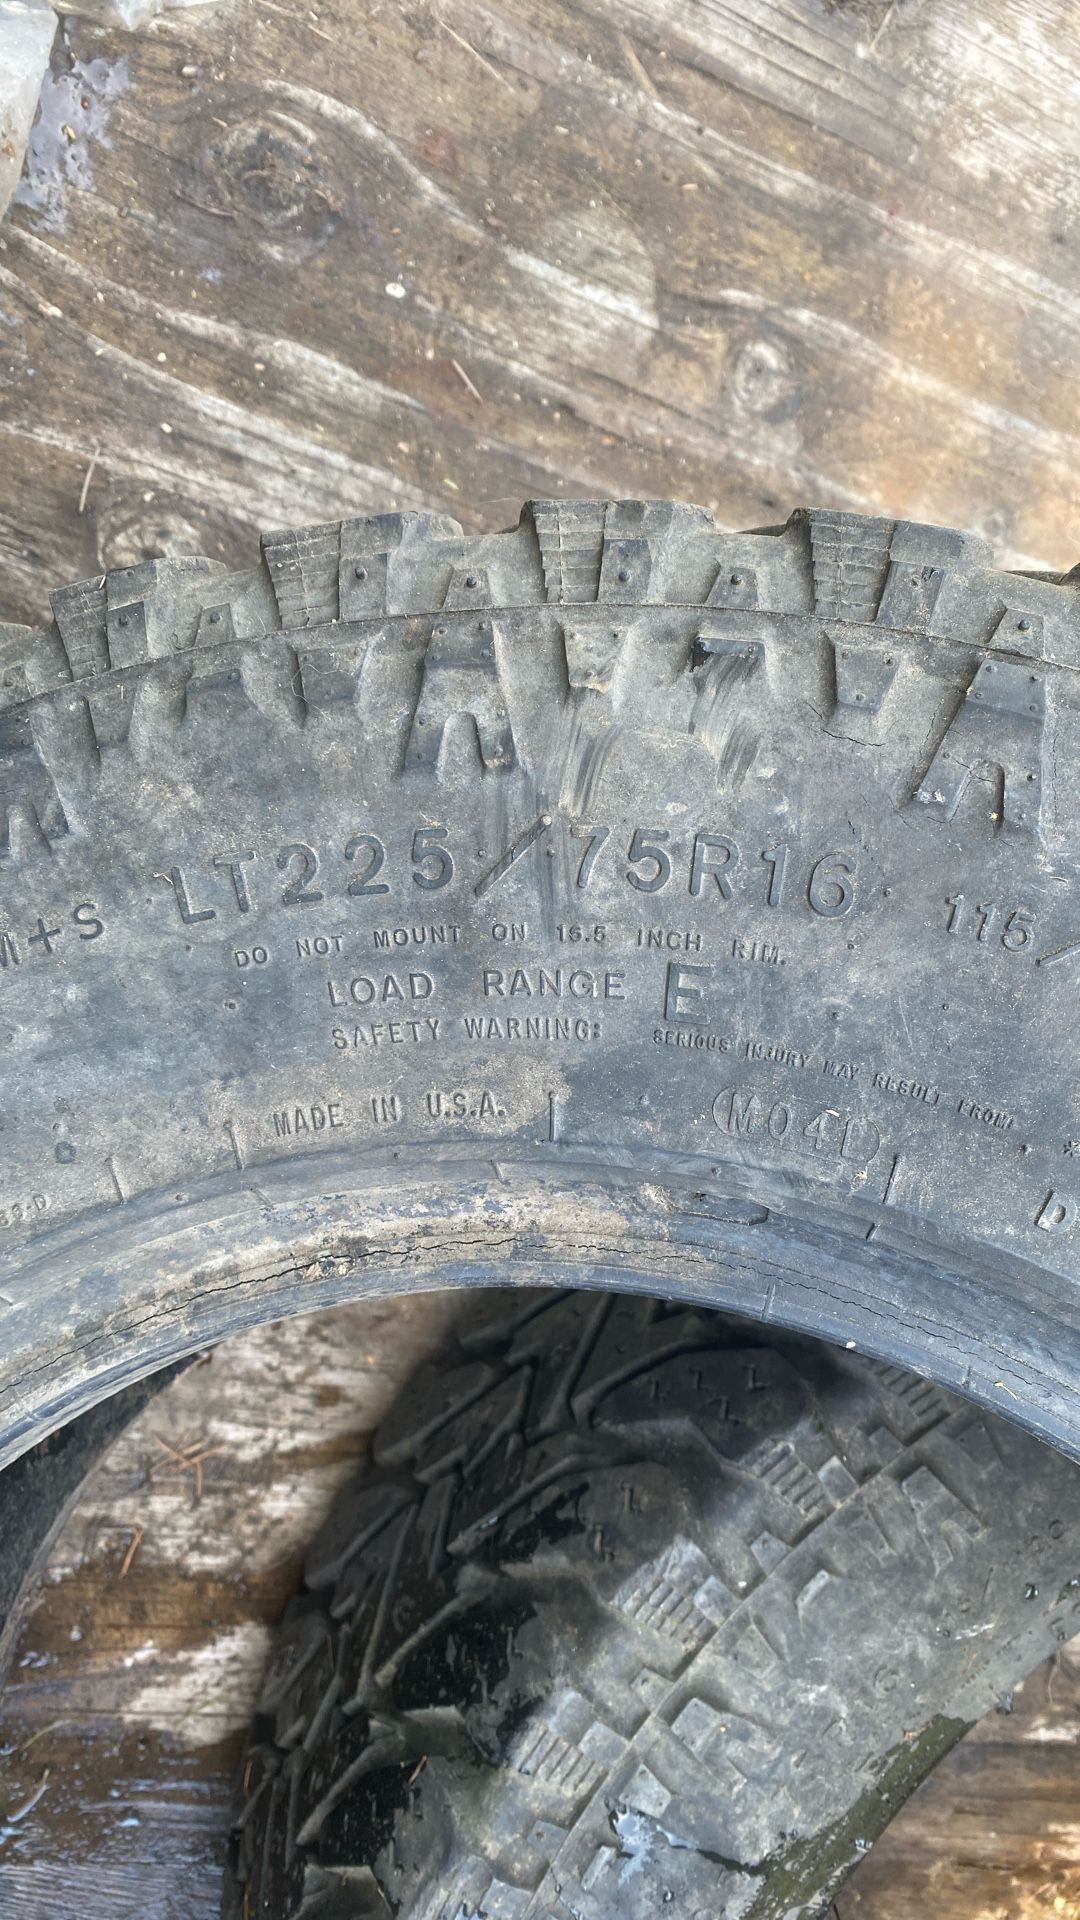 M+S LT225/75R16 115/
DO NOT MOUNT ON 16.5 INCH RIM.
LOAD RANGE E
SAFETY WARNING: SERIOUS INJURY MAY RESULT FROM
MADE IN U.S.A.
M04D